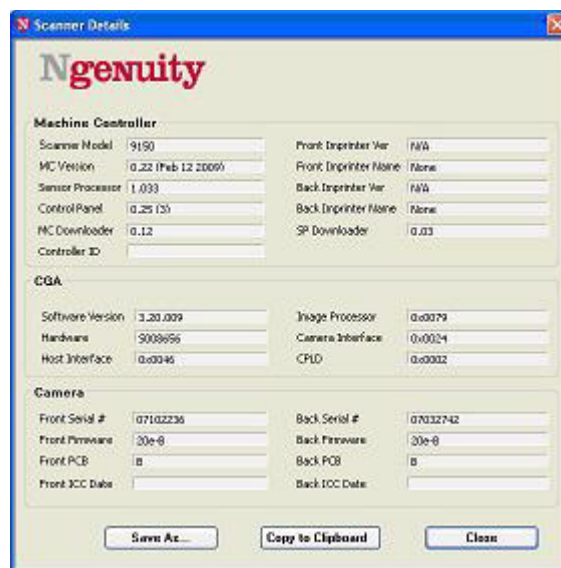 Scanner Details
Ngenuity
Machine Controller
Scanner Model 9150 Front Imprinter Ver N/A
MC Version 0.22 (Feb 12 2009) Front Imprinter Name None
Sensor Processor 1.033 Back Imprinter Ver N/A
Control Panel 0.25 (3) Back Imprinter Name None
MC Downloader 0.12 SP Downloader 0.03
Controller ID
CGA
Software Version 3.20.009 Image Processor 0x0079
Hardware S008656 Camera Interface 0x0024
Host Interface 0x0046 CPLD 0x0002
Camera
Front Serial # 07102236 Back Serial # 07032742
Front Firmware 20e-8 Back Firmware 20e-8
Front PCB B Back PCB B
Front ICC Date Back ICC Date
Save As... Copy to Clipboard Close